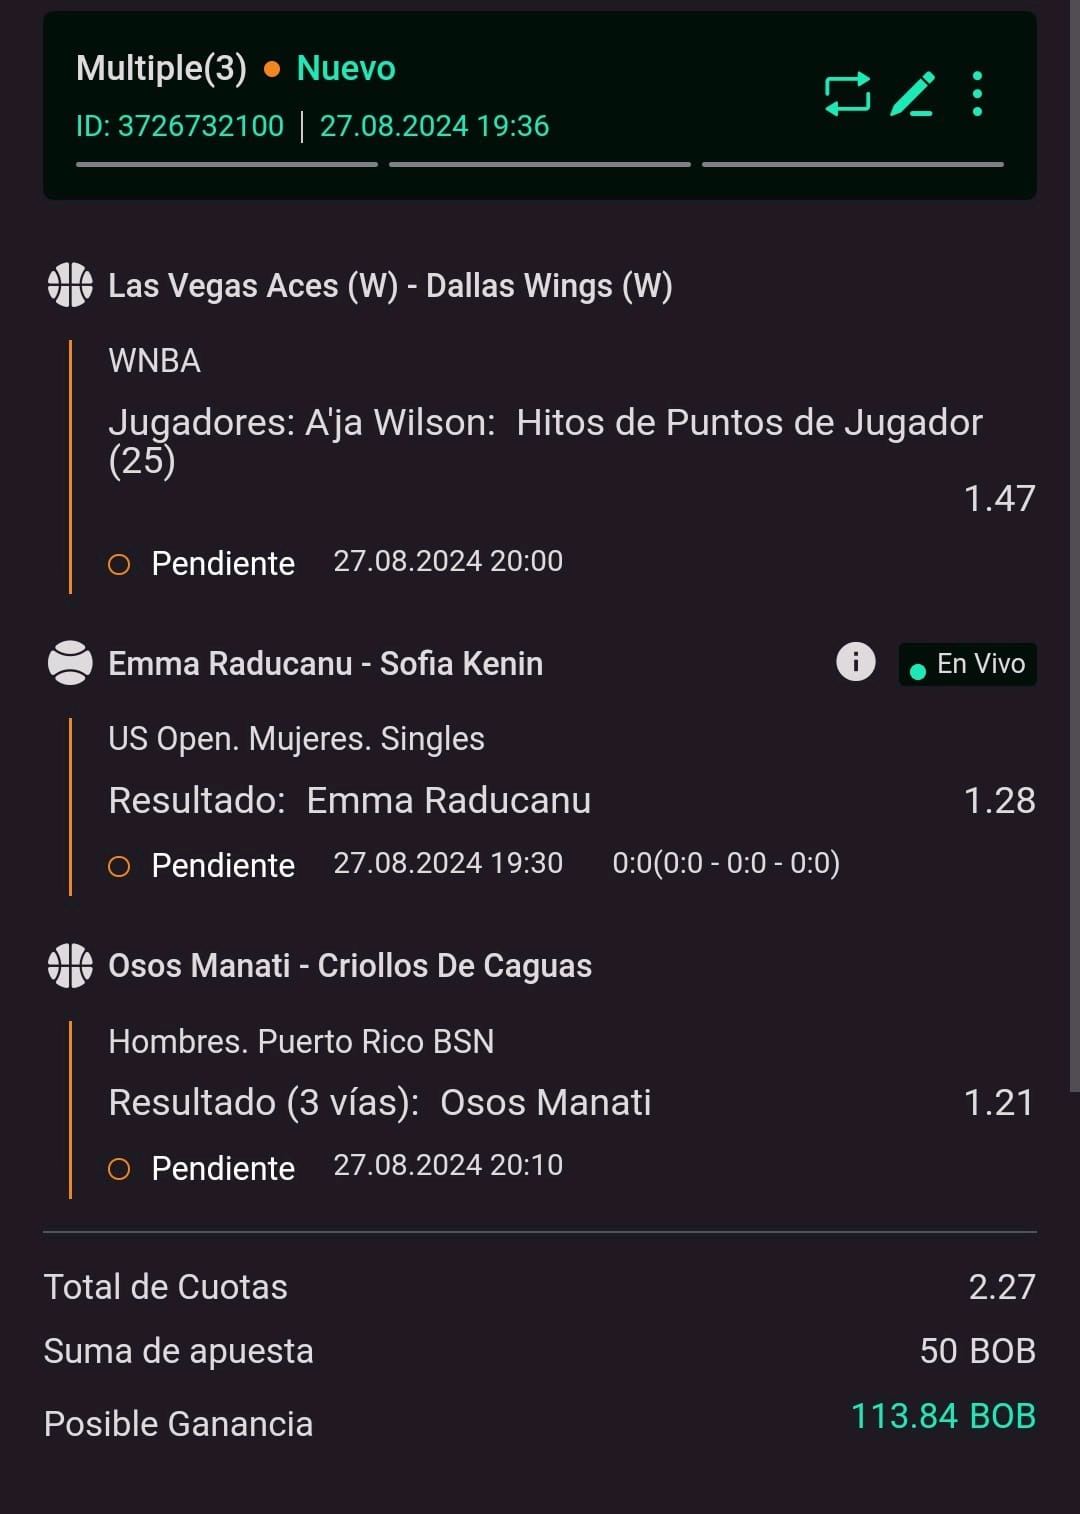 Multiple(3) • Nuevo
ID: 3726732100 | 27.08.2024 19:36
Las Vegas Aces (W) - Dallas Wings (W)
WNBA
Jugadores: A'ja Wilson: Hitos de Puntos de Jugador
(25)
1.47
Pendiente 27.08.2024 20:00
Emma Raducanu - Sofia Kenin i En Vivo
US Open. Mujeres. Singles
Resultado: Emma Raducanu 1.28
Pendiente 27.08.2024 19:30 0:0(0:0 - 0:0 - 0:0)
Osos Manati - Criollos De Caguas
Hombres. Puerto Rico BSN
Resultado (3 vías): Osos Manati 1.21
Pendiente 27.08.2024 20:10
Total de Cuotas 2.27
Suma de apuesta 50 BOB
Posible Ganancia 113.84 BOB